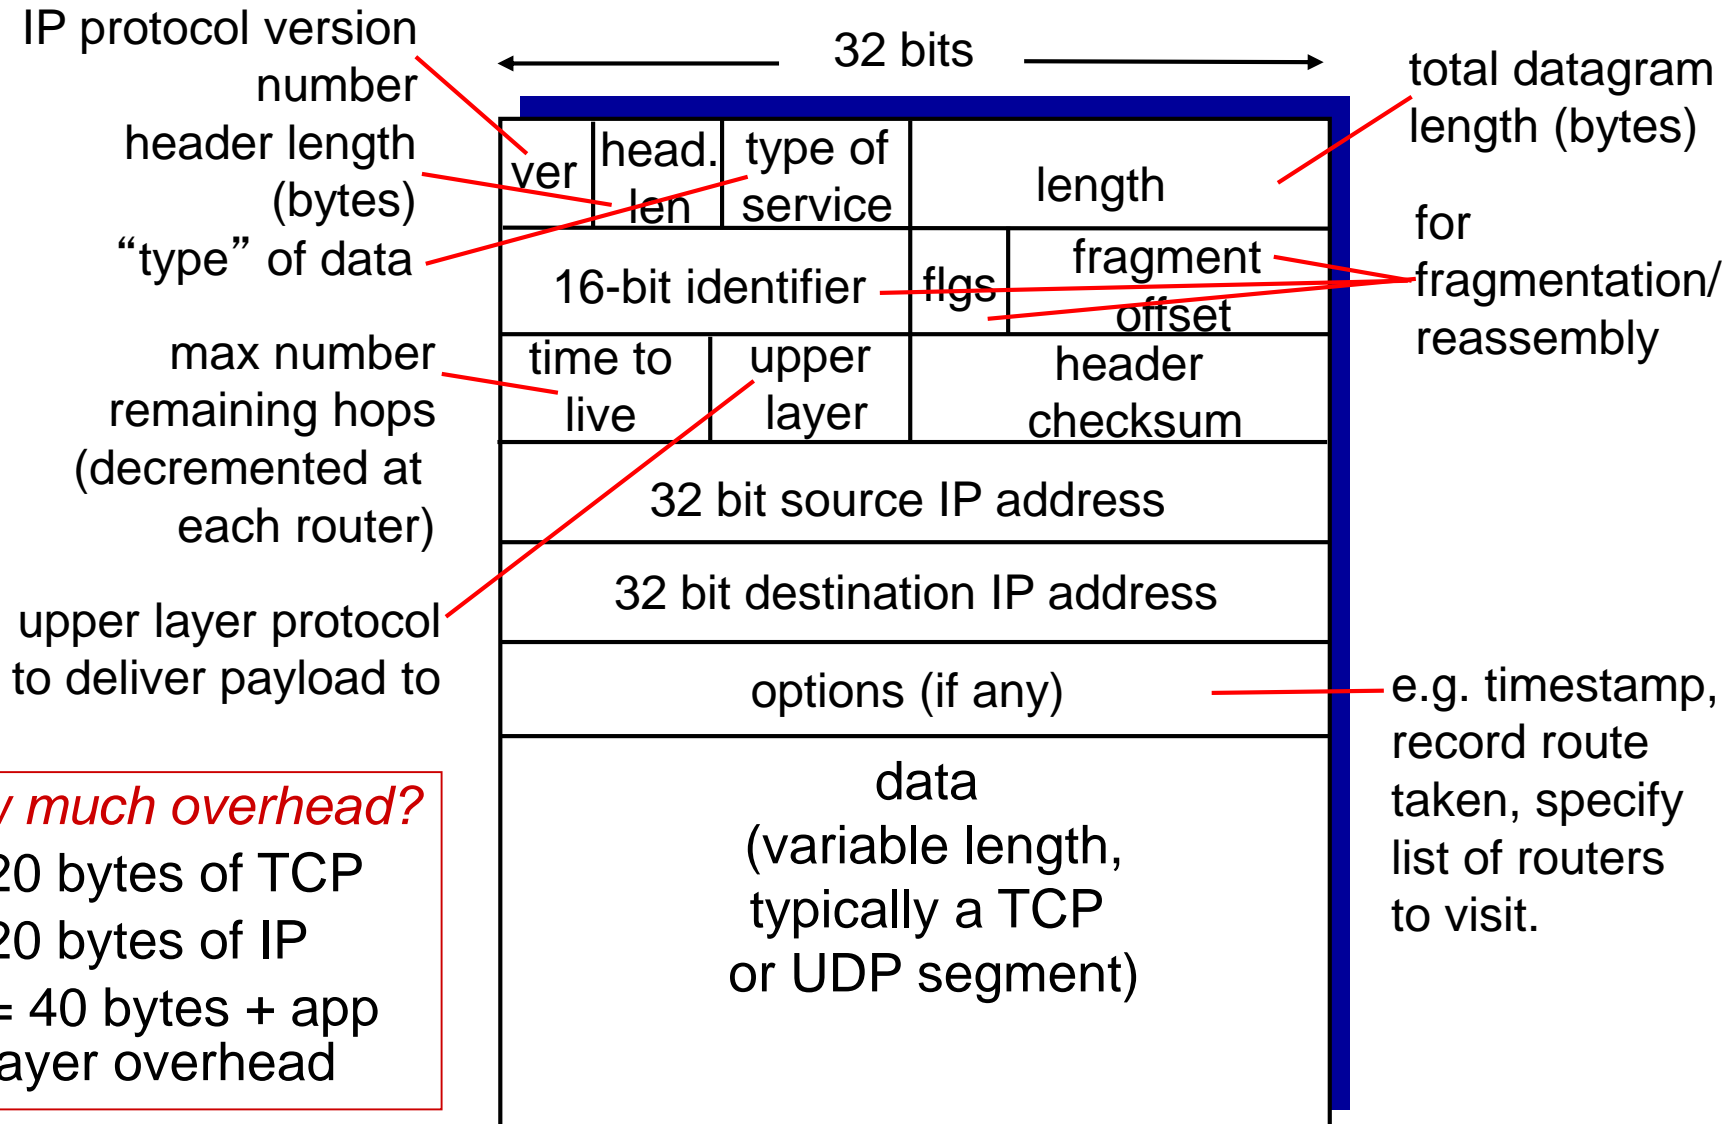 IP protocol version
number
header length
(bytes)
“type” of data
max number
remaining hops
(decremented at
each router)
upper layer protocol
to deliver payload to
much overhead?
20 bytes of TCP
20 bytes of IP
= 40 bytes + app
overhead
32 bits
ver
head.
len
type of
service
length
16-bit identifier
flgs
fragment
offset
time to
live
upper
layer
header
checksum
32 bit source IP address
32 bit destination IP address
options (if any)
data
(variable length,
typically a TCP
or UDP segment)
total datagram
length (bytes)
for
fragmentation/
reassembly
e.g. timestamp,
record route
taken, specify
list of routers
to visit.